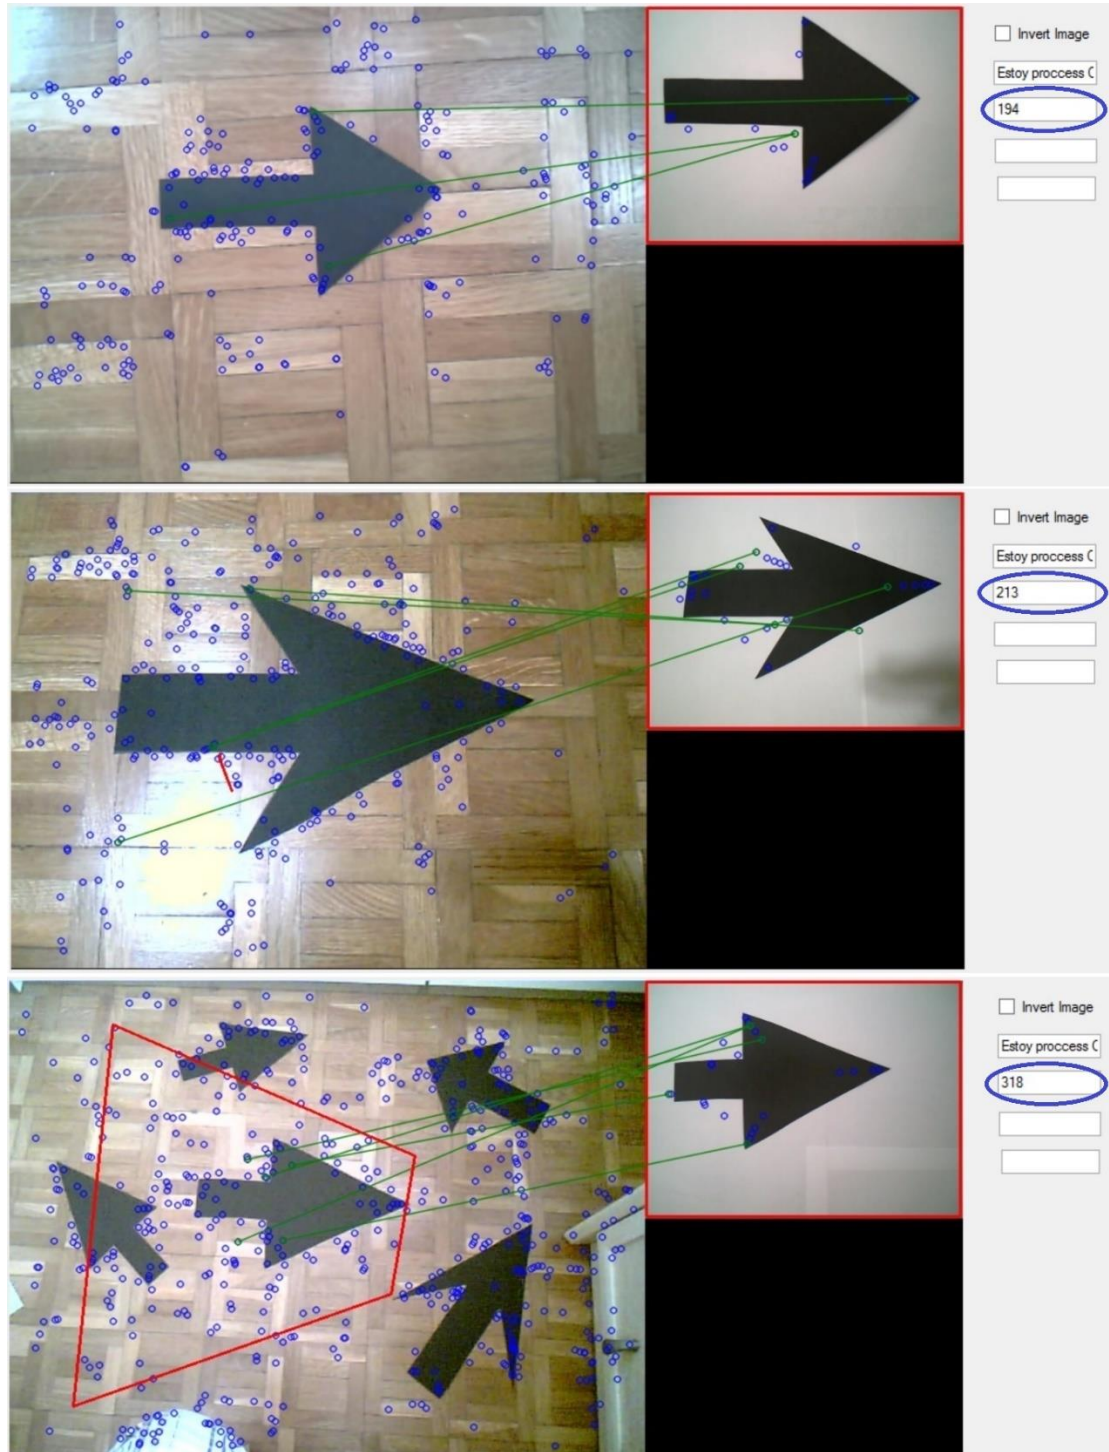 Invert Image
Estoy proccess C
194
Invert Image
Estoy proccess C
213
Invert Image
Estoy proccess C
318